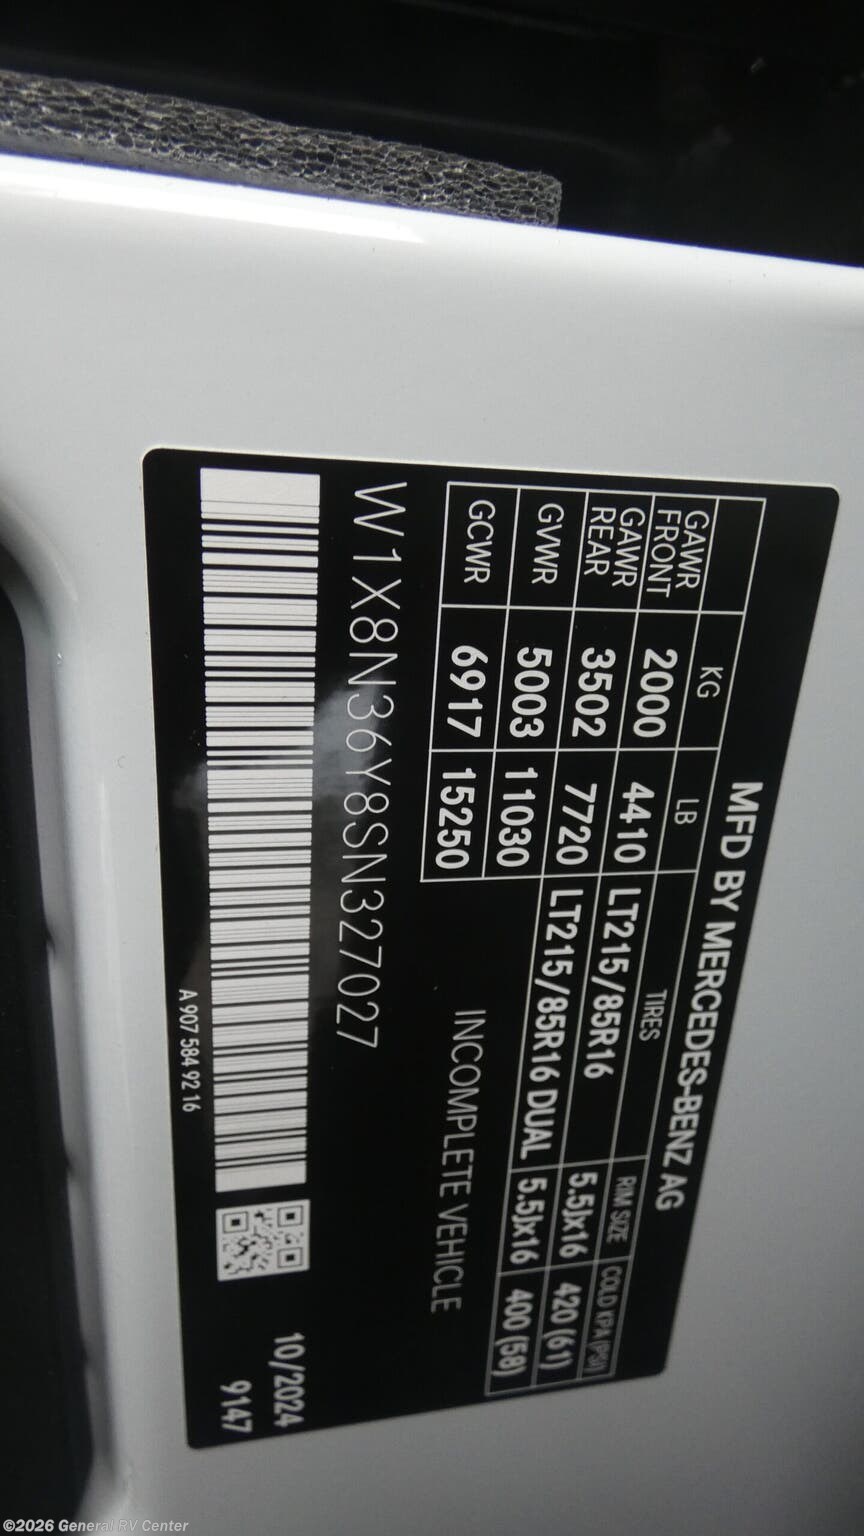 MFD BY MERCEDES-BENZ AG
KG LB TIRES RIM SIZE COLD KPA (PSI)
GAWR FRONT 2000 4410 LT215/85R16 5.5Jx16 420 (61)
GAWR REAR 3502 7720 LT215/85R16 DUAL 5.5Jx16 400 (58)
GVWR 5003 11030
GCWR 6917 15250
INCOMPLETE VEHICLE
W1X8N36Y8SN327027
10/2024
9147
A 907 584 92 16
©2026 General RV Center